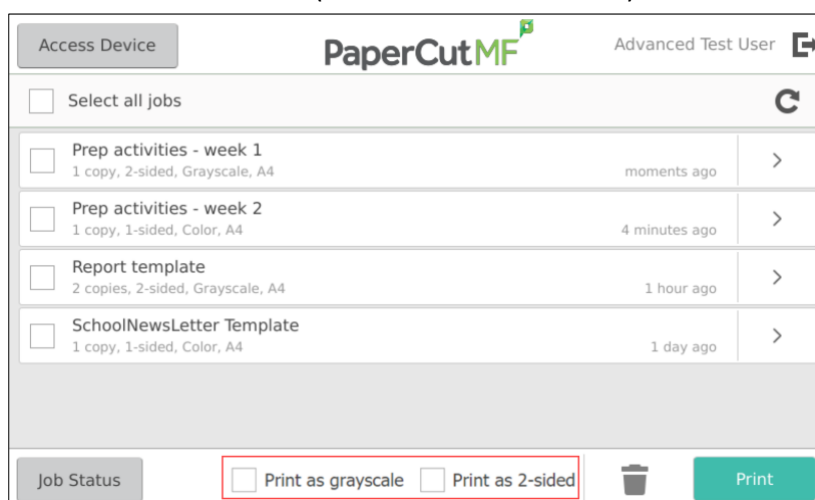 Access Device
PaperCutMF
Advanced Test User
Select all jobs
Prep activities - week 1
1 copy, 2-sided, Grayscale, A4
moments ago
Prep activities - week 2
1 copy, 1-sided, Color, A4
4 minutes ago
Report template
2 copies, 2-sided, Grayscale, A4
1 hour ago
SchoolNewsLetter Template
1 copy, 1-sided, Color, A4
1 day ago
Job Status
Print as grayscale
Print as 2-sided
Print